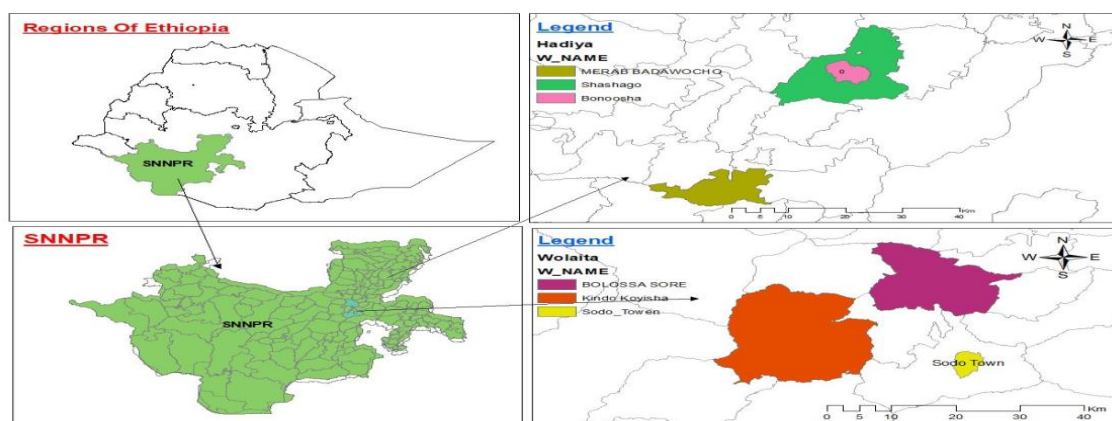 Regions Of Ethiopia
SNNPR
SNNPR
SNNPR
Legend
Hadiya
W_NAME
MERAB BADAWOCHO
Shashago
Bonoosha
N
W E
S
0 5 10 20 30 40
Km
Legend
Wolaita
W_NAME
BOLOSSA SORE
Kindo Koyisha
Sodo_Towen
N
W E
S
Sodo Town
Km
0 5 10 20 30 40